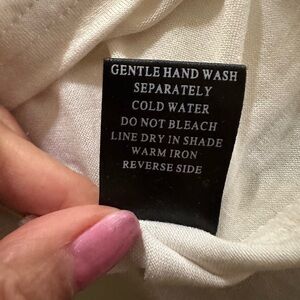 GENTLE HAND WASH
SEPARATELY
COLD WATER
DO NOT BLEACH
LINE DRY IN SHADE
WARM IRON
REVERSE SIDE